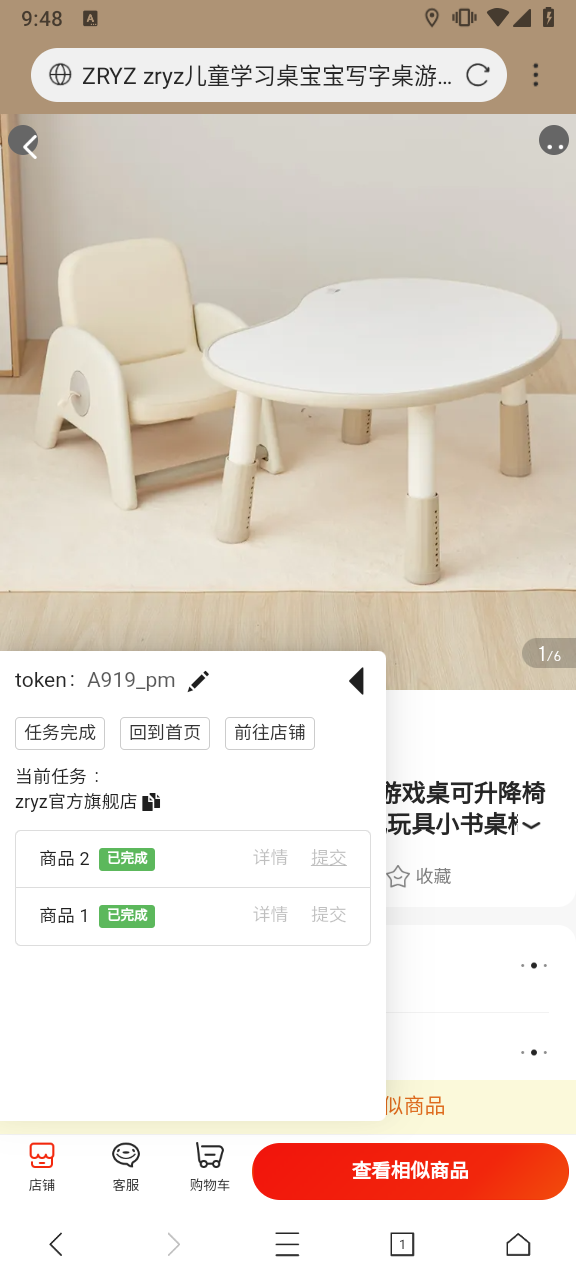 9:48
A
ZRYZ zryz儿童学习桌宝宝写字桌游...
1/6
token: A919_pm
任务完成 回到首页 前往店铺
当前任务：
zryz官方旗舰店
游戏桌可升降椅
玩具小书桌
商品 2 已完成 详情 提交
收藏
商品 1 已完成 详情 提交
似商品
店铺 客服 购物车 查看相似商品
1